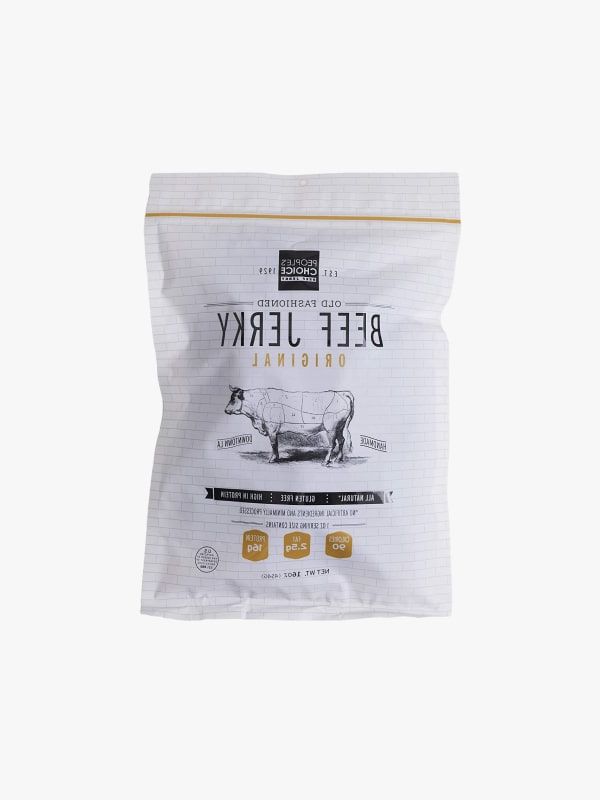 PEOPLES
CHOICE
BEEF JERKY
EST. 1929
OLD FASHIONED
BEEF JERKY
ORIGINAL
HANDMADE
DOWNTOWN LA
ALL NATURAL* : GLUTEN FREE : HIGH IN PROTEIN
*NO ARTIFICIAL INGREDIENTS AND MINIMALLY PROCESSED
1 OZ SERVING SIZE CONTAINS
CALORIES
90
FAT
2.5g
PROTEIN
16g
NET WT. 16OZ (454G)
U.S.